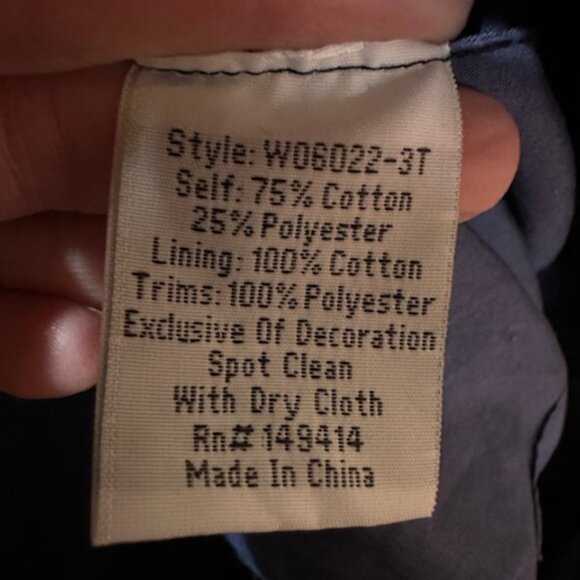 Style: W06022-3T
Self: 75% Cotton
25% Polyester
Lining: 100% Cotton
Trims: 100% Polyester
Exclusive Of Decoration
Spot Clean
With Dry Cloth
Rn# 149414
Made In China